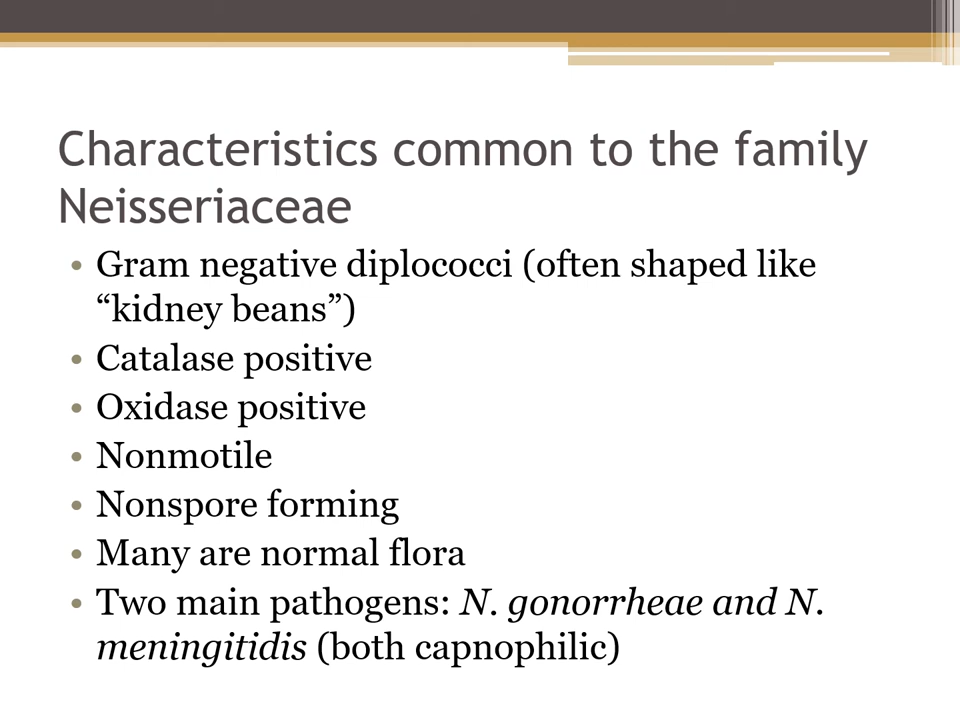 Characteristics common to the family
Neisseriaceae
• Gram negative diplococci (often shaped like
“kidney beans”)
• Catalase positive
• Oxidase positive
• Nonmotile
• Nonspore forming
• Many are normal flora
• Two main pathogens: N. gonorrheae and N.
meningitidis (both capnophilic)